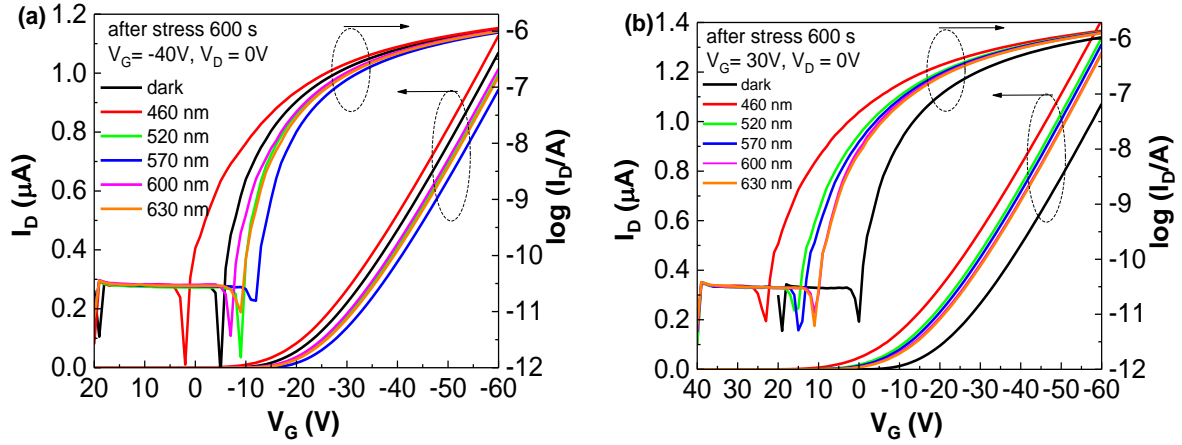 (a)
after stress 600 s
V_G= -40V, V_D = 0V
dark
460 nm
520 nm
570 nm
600 nm
630 nm
I_D (μA)
1.2
1.0
0.8
0.6
0.4
0.2
0.0
20 10 0 -10 -20 -30 -40 -50 -60
V_G (V)
-6
-7
-8
-9
-10
-11
-12
log (I_D/A)
(b)
after stress 600 s
V_G= 30V, V_D = 0V
dark
460 nm
520 nm
570 nm
600 nm
630 nm
I_D (μA)
1.4
1.2
1.0
0.8
0.6
0.4
0.2
0.0
40 30 20 10 0 -10 -20 -30 -40 -50 -60
V_G (V)
-6
-7
-8
-9
-10
-11
-12
log (I_D/A)